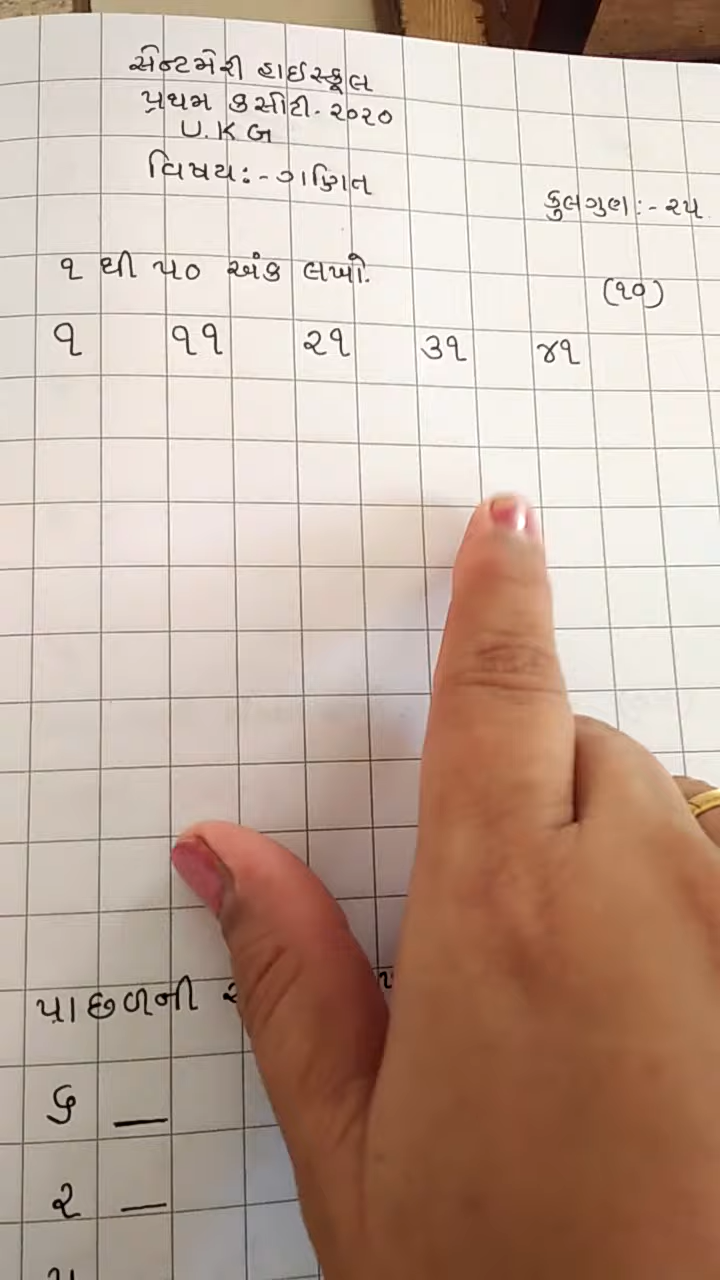 સેન્ટમેરી હાઈસ્કૂલ
પ્રથમ કસોટી-૨૦૨૦
U.K.G
વિષય:- ગણિત
કુલગુણ:- ૨૫
૧ થી ૫૦ અંક લખો.
(૧૦)
૧ ૧૧ ૨૧ ૩૧ ૪૧
પાછળની
૬ __
૨ __